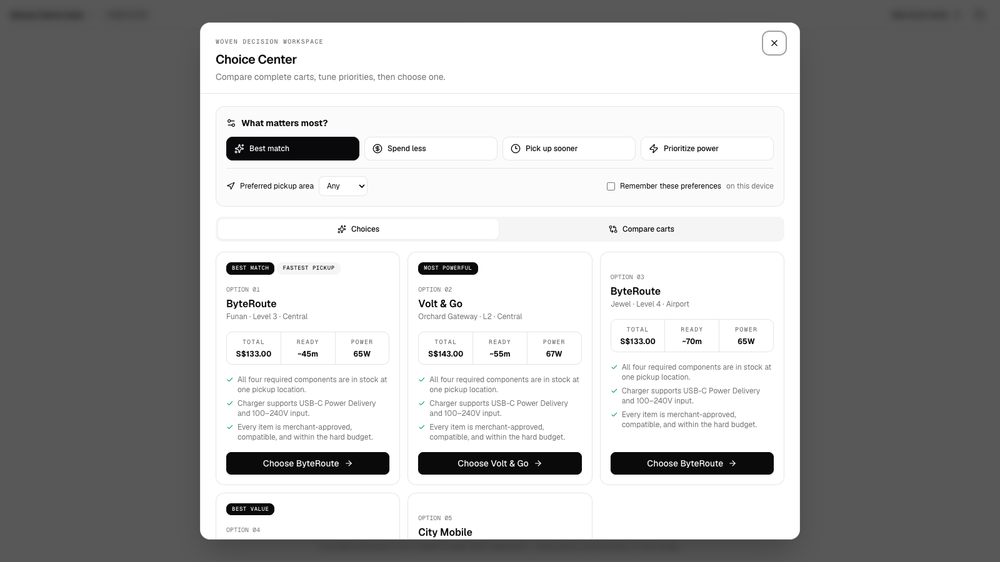 WOVEN DECISION WORKSPACE
Choice Center
Compare complete carts, tune priorities, then choose one.
What matters most?
Best match
Spend less
Pick up sooner
Prioritize power
Preferred pickup area
Any
Remember these preferences on this device
Choices
Compare carts
BEST MATCH
FASTEST PICKUP
OPTION 01
ByteRoute
Funan · Level 3 · Central
TOTAL
S$133.00
READY
~45m
POWER
65W
All four required components are in stock at
one pickup location.
Charger supports USB-C Power Delivery
and 100–240V input.
Every item is merchant-approved,
compatible, and within the hard budget.
Choose ByteRoute
MOST POWERFUL
OPTION 02
Volt & Go
Orchard Gateway · L2 · Central
TOTAL
S$143.00
READY
~55m
POWER
67W
All four required components are in stock at
one pickup location.
Charger supports USB-C Power Delivery
and 100–240V input.
Every item is merchant-approved,
compatible, and within the hard budget.
Choose Volt & Go
OPTION 03
ByteRoute
Jewel · Level 4 · Airport
TOTAL
S$133.00
READY
~70m
POWER
65W
All four required components are in stock at
one pickup location.
Charger supports USB-C Power Delivery
and 100–240V input.
Every item is merchant-approved,
compatible, and within the hard budget.
Choose ByteRoute
BEST VALUE
OPTION 04
OPTION 05
City Mobile